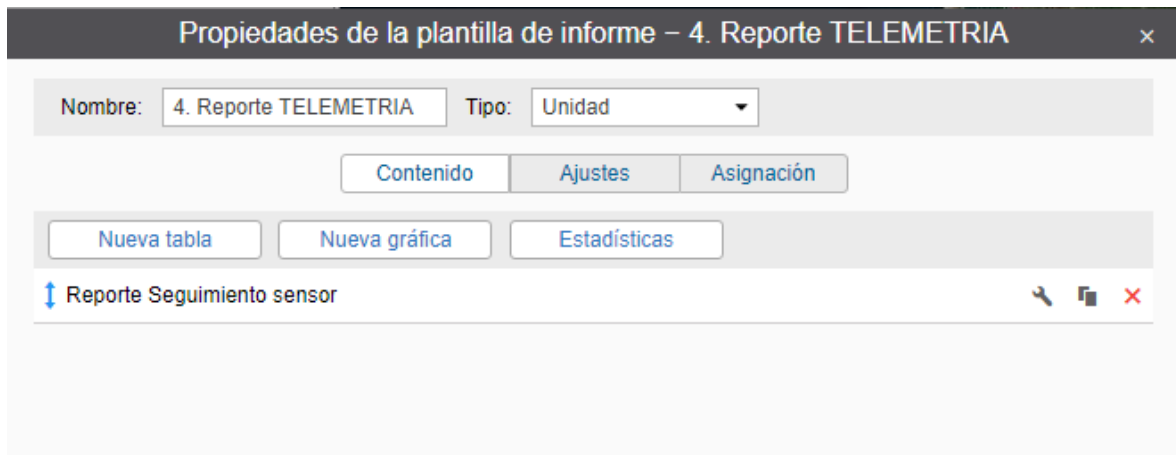 Propiedades de la plantilla de informe – 4. Reporte TELEMETRIA ×
Nombre: 4. Reporte TELEMETRIA Tipo: Unidad
Contenido Ajustes Asignación
Nueva tabla Nueva gráfica Estadísticas
Reporte Seguimiento sensor